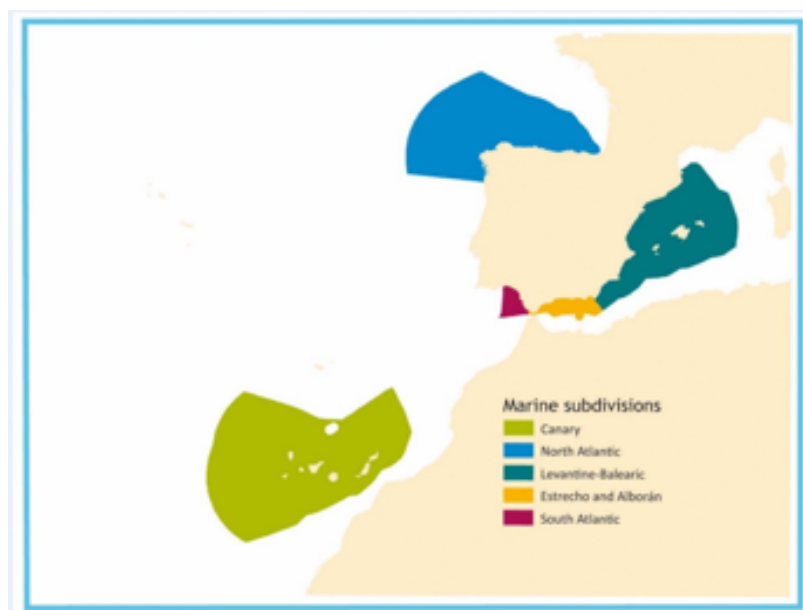 Marine subdivisions
Canary
North Atlantic
Levantine-Balearic
Estrecho and Alborán
South Atlantic